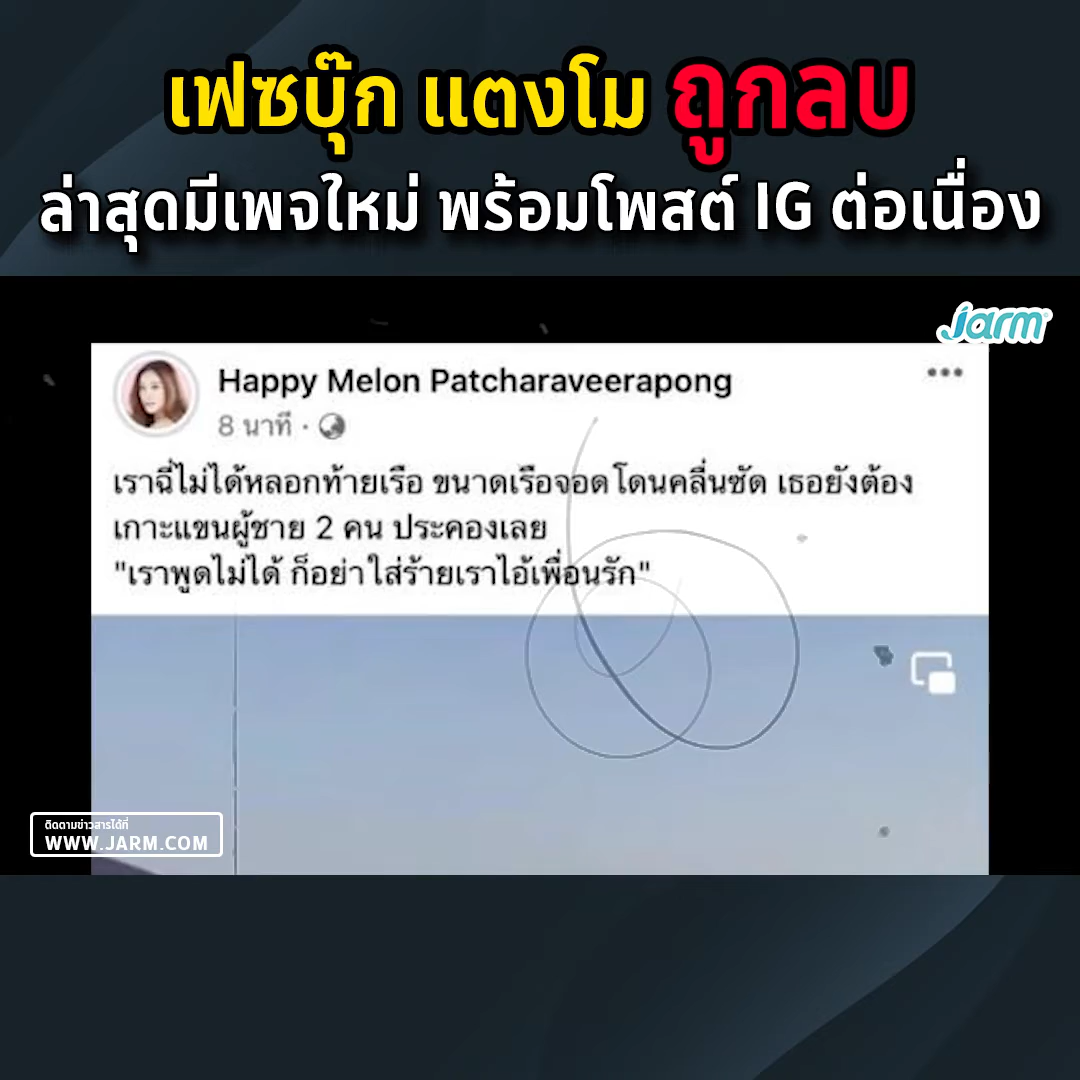 เฟซบุ๊ก แตงโม ถูกลบ
ล่าสุดมีเพจใหม่ พร้อมโพสต์ IG ต่อเนื่อง
jarm
Happy Melon Patcharaveerapong
8 นาที ·
เราฉี่ไม่ได้หลอกท้ายเรือ ขนาดเรือจอดโดนคลื่นซัด เธอยังต้อง
เกาะแขนผู้ชาย 2 คน ประคองเลย
"เราพูดไม่ได้ ก็อย่าใส่ร้ายเราไอ้เพื่อนรัก"
ติดตามข่าวสารได้ที่
WWW.JARM.COM